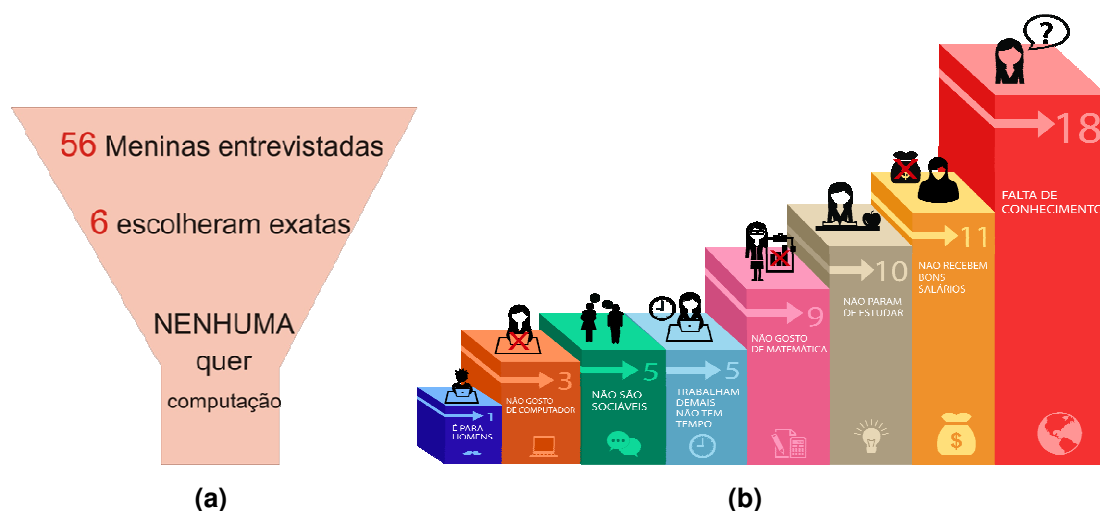 56 Meninas entrevistadas
6 escolheram exatas
NENHUMA
quer
computação
(a)
1
É PARA
HOMENS
3
NÃO GOSTO
DE COMPUTADOR
5
NÃO SÃO
SOCIÁVEIS
5
TRABALHAM
DEMAIS
NÃO TEM
TEMPO
9
NÃO GOSTO
DE MATEMÁTICA
10
NÃO PARAM
DE ESTUDAR
$
11
NAO RECEBEM
BONS
SALÁRIOS
$
?
18
FALTA DE
CONHECIMENTO
(b)